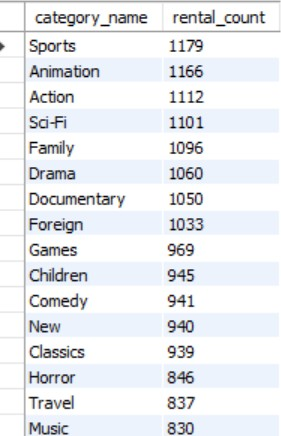 category_name rental_count
Sports 1179
Animation 1166
Action 1112
Sci-Fi 1101
Family 1096
Drama 1060
Documentary 1050
Foreign 1033
Games 969
Children 945
Comedy 941
New 940
Classics 939
Horror 846
Travel 837
Music 830